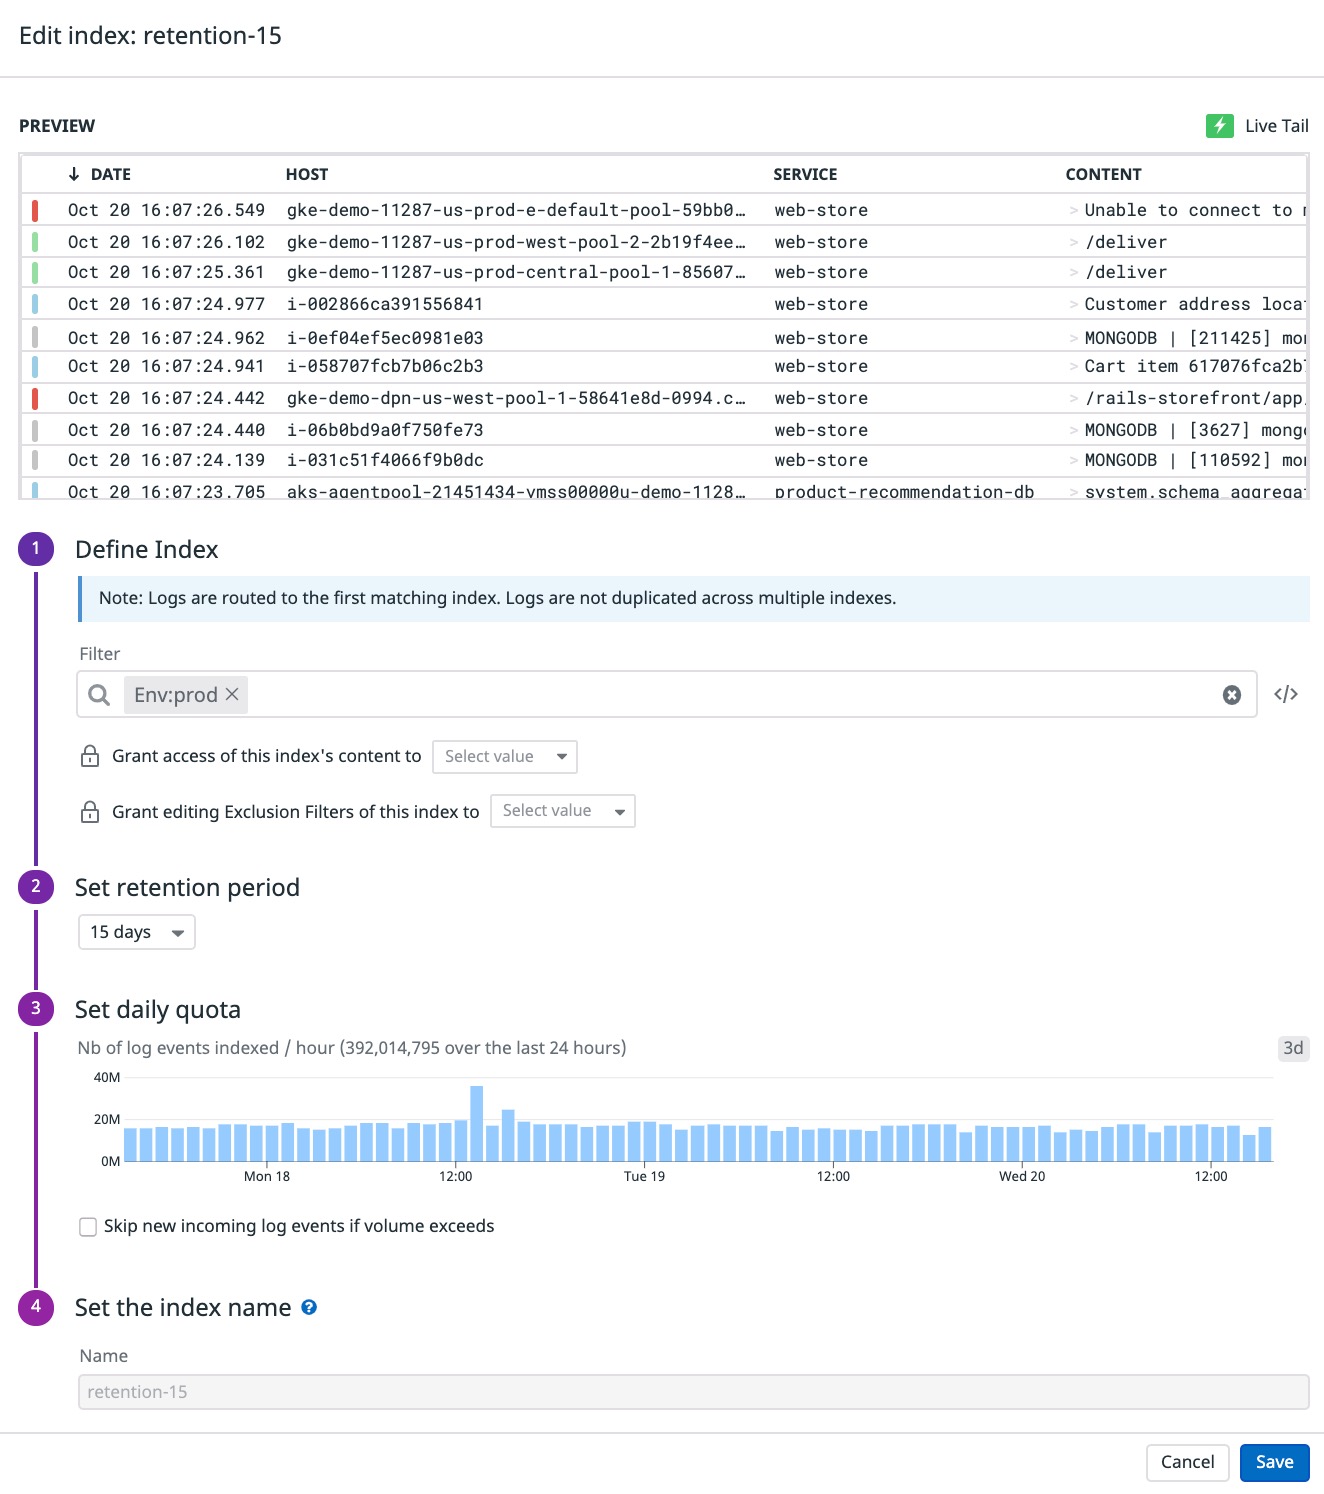 Edit index: retention-15
PREVIEW
Live Tail
DATE HOST SERVICE CONTENT
Oct 20 16:07:26.549 gke-demo-11287-us-prod-e-default-pool-59bb0… web-store > Unable to connect to
Oct 20 16:07:26.102 gke-demo-11287-us-prod-west-pool-2-2b19f4ee… web-store > /deliver
Oct 20 16:07:25.361 gke-demo-11287-us-prod-central-pool-1-85607… web-store > /deliver
Oct 20 16:07:24.977 i-002866ca391556841 web-store > Customer address loca
Oct 20 16:07:24.962 i-0ef04ef5ec0981e03 web-store > MONGODB | [211425] mo
Oct 20 16:07:24.941 i-058707fcb7b06c2b3 web-store > Cart item 617076fca2b
Oct 20 16:07:24.442 gke-demo-dpn-us-west-pool-1-58641e8d-0994.c… web-store > /rails-storefront/app
Oct 20 16:07:24.440 i-06b0bd9a0f750fe73 web-store > MONGODB | [3627] mong
Oct 20 16:07:24.139 i-031c51f4066f9b0dc web-store > MONGODB | [110592] mo
Oct 20 16:07:23.705 aks-agentpool-21451434-vmss00000u-demo-1128… product-recommendation-db > system.schema_aggrega
1 Define Index
Note: Logs are routed to the first matching index. Logs are not duplicated across multiple indexes.
Filter
Env:prod
</>
Grant access of this index's content to Select value
Grant editing Exclusion Filters of this index to Select value
2 Set retention period
15 days
3 Set daily quota
Nb of log events indexed / hour (392,014,795 over the last 24 hours) 3d
40M
20M
0M
Mon 18 12:00 Tue 19 12:00 Wed 20 12:00
Skip new incoming log events if volume exceeds
4 Set the index name ?
Name
retention-15
Cancel Save